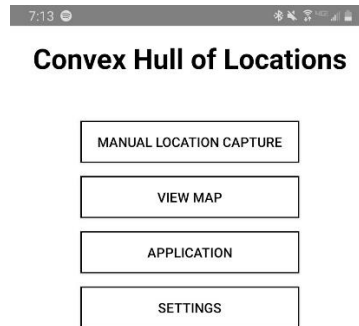 7:13
Convex Hull of Locations
MANUAL LOCATION CAPTURE
VIEW MAP
APPLICATION
SETTINGS